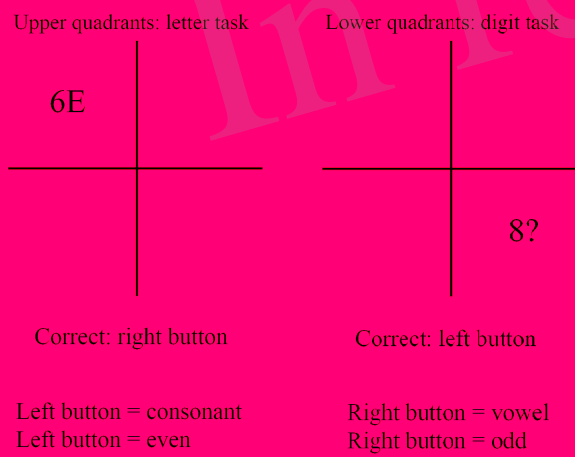 Upper quadrants: letter task
Lower quadrants: digit task
6E
8?
Correct: right button
Correct: left button
Left button = consonant
Left button = even
Right button = vowel
Right button = odd